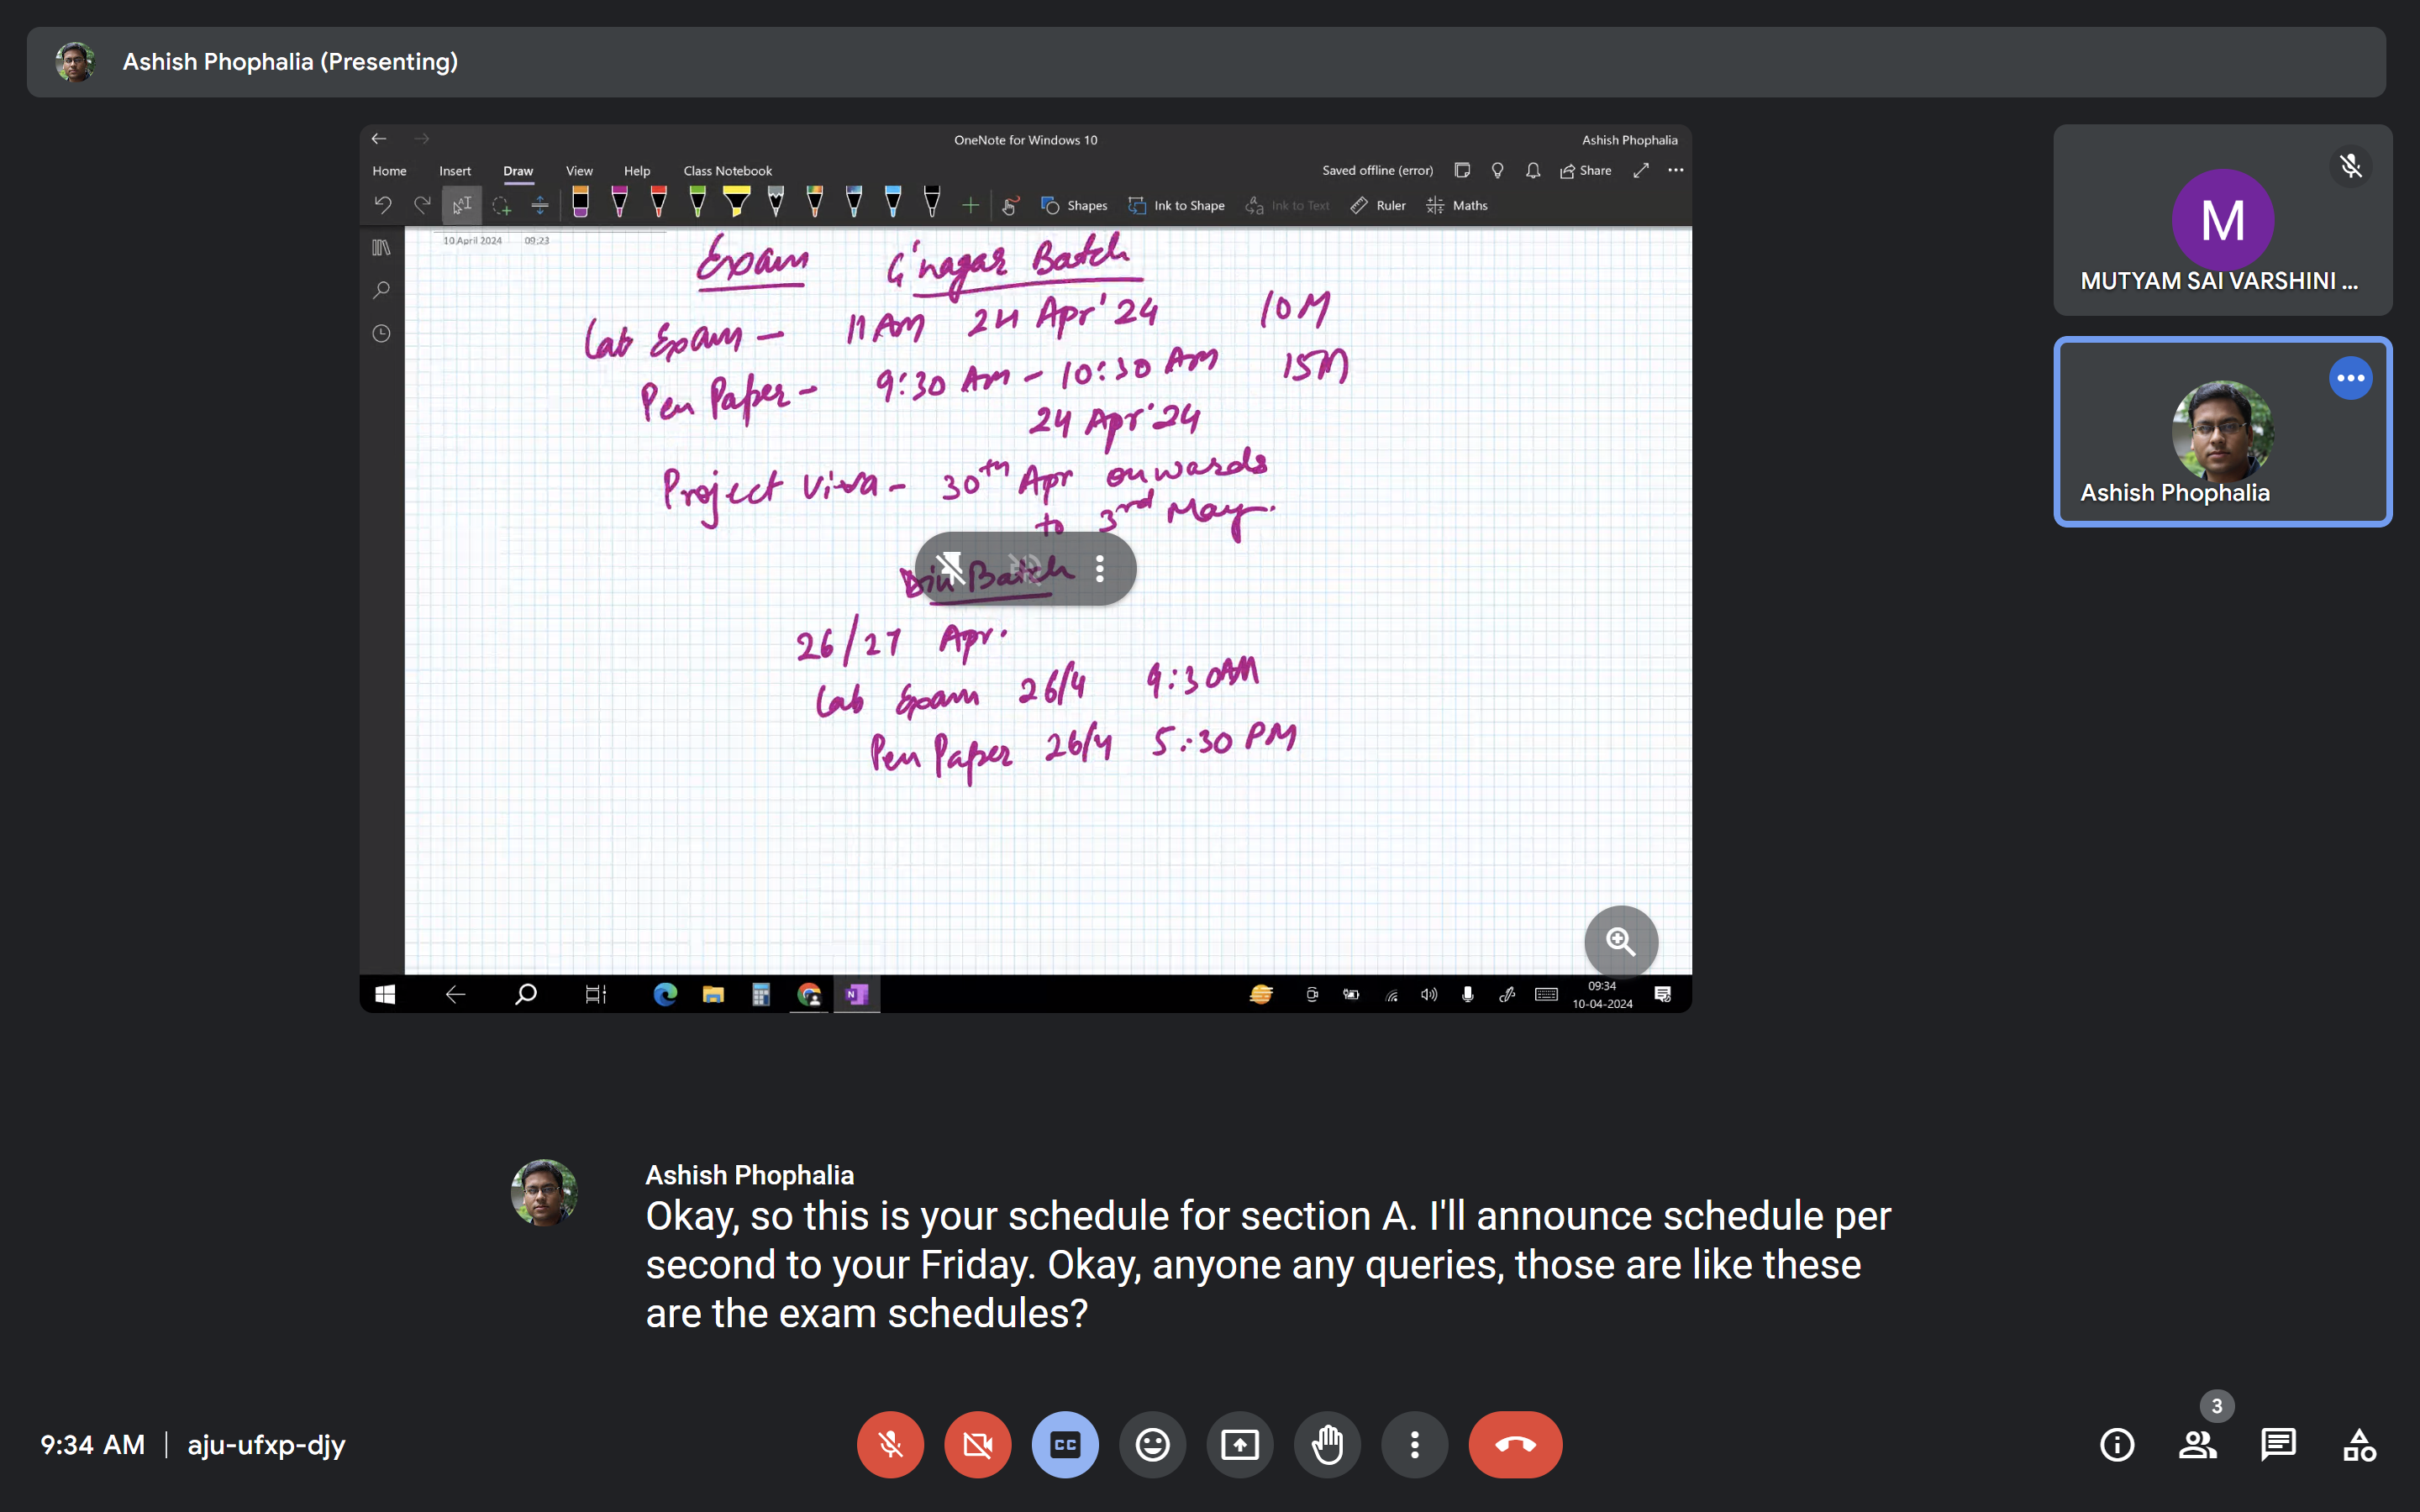 Ashish Phophalia (Presenting)
OneNote for Windows 10
Ashish Phophalia
Home Insert Draw View Help Class Notebook
Saved offline (error) Share
Shapes Ink to Shape Ink to Text Ruler Maths
10 April 2024 09:23
Exam G'nagar Batch
Lab Exam - 11 AM 24 Apr'24 10M
Pen Paper - 9:30 AM - 10:30 AM 15M
24 Apr'24
Project Viva - 30th Apr onwards
to 3rd May.
Diu Batch
26/27 Apr.
Lab Exam 26/4 9:30AM
Pen Paper 26/4 5:30 PM
N
09:34
10-04-2024
M
MUTYAM SAI VARSHINI ...
Ashish Phophalia
Ashish Phophalia
Okay, so this is your schedule for section A. I'll announce schedule per
second to your Friday. Okay, anyone any queries, those are like these
are the exam schedules?
9:34 AM | aju-ufxp-djy
CC
3